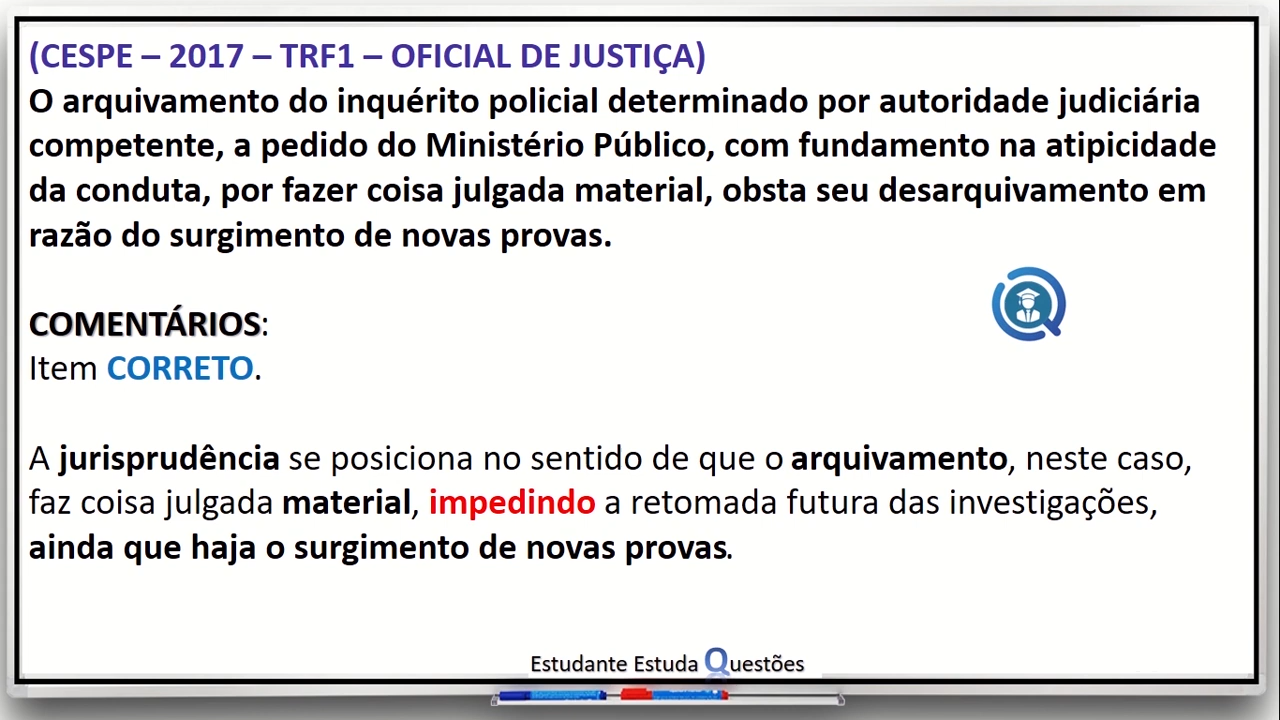 (CESPE – 2017 – TRF1 – OFICIAL DE JUSTIÇA)
O arquivamento do inquérito policial determinado por autoridade judiciária
competente, a pedido do Ministério Público, com fundamento na atipicidade
da conduta, por fazer coisa julgada material, obsta seu desarquivamento em
razão do surgimento de novas provas.
COMENTÁRIOS:
Item CORRETO.
A jurisprudência se posiciona no sentido de que o arquivamento, neste caso,
faz coisa julgada material, impedindo a retomada futura das investigações,
ainda que haja o surgimento de novas provas.
Estudante Estuda Questões